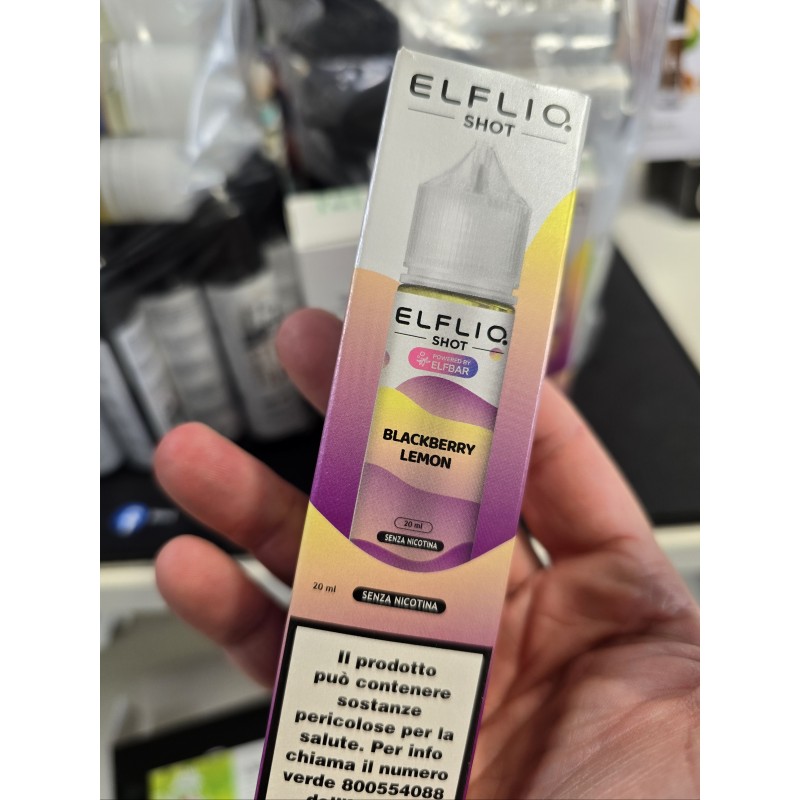 ELFLIQ
SHOT
ELFLIQ
SHOT
POWERED BY
ELFBAR
BLACKBERRY
LEMON
20 ml
SENZA NICOTINA
20 ml
SENZA NICOTINA
Il prodotto
può contenere
sostanze
pericolose per la
salute. Per info
chiama il numero
verde 800554088